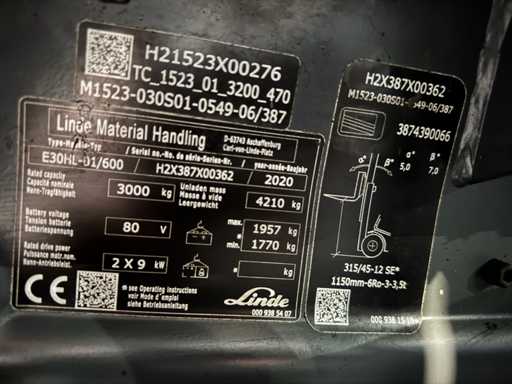 H21523X00276
TC_1523_01_3200_470
M1523-030S01-0549-06/387
Linde Material Handling
D-63743 Aschaffenburg
Carl-von-Linde-Platz
Type-Modèle-Typ / Serial no.-No. de série-Serien-Nr. / year-année-Baujahr
E30HL-01/600 / H2X387X00362 / 2020
Rated capacity
Capacité nominale
Nenn-Tragfähigkeit
3000 kg
Unladen mass
Masse à vide
Leergewicht
4210 kg
Battery voltage
Tension batterie
Batteriespannung
80 V
max. 1957 kg
min. 1770 kg
Rated drive power
Puissance motr.nom.
Nenn-Antriebsleist.
2 X 9 kW
* kg
CE
* = see Operating Instructions
voir Mode d'emploi
siehe Betriebsanleitung
Linde
000 938 54 07
H2X387X00362
M1523-030S01-0549-06/387
3874390066
α° β°
5,0 7,0
315/45-12 SE*
1150mm-6Ro-3-3,5t
000 938 15